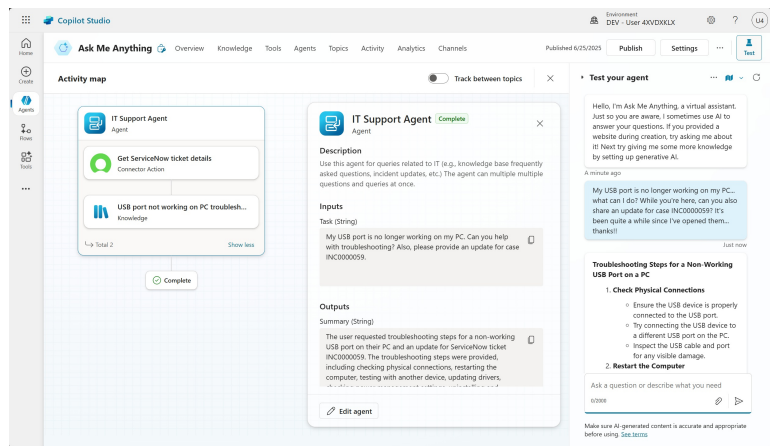 Copilot Studio
Environment
DEV - User 4XVDXKLX
?
U4
Home
Create
Agents
Flows
Tools
Ask Me Anything
Overview
Knowledge
Tools
Agents
Topics
Activity
Analytics
Channels
Published 6/25/2025
Publish
Settings
Test
Activity map
Track between topics
IT Support Agent
Agent
Get ServiceNow ticket details
Connector Action
USB port not working on PC troublesh...
Knowledge
Total 2
Show less
Complete
IT Support Agent
Complete
Agent
Description
Use this agent for queries related to IT (e.g., knowledge base frequently
asked questions, incident updates, etc.) The agent can multiple multiple
questions and queries at once.
Inputs
Task (String)
My USB port is no longer working on my PC. Can you help
with troubleshooting? Also, please provide an update for case
INC0000059.
Outputs
Summary (String)
The user requested troubleshooting steps for a non-working
USB port on their PC and an update for ServiceNow ticket
INC0000059. The troubleshooting steps were provided,
including checking physical connections, restarting the
computer, testing with another device, updating drivers,
Edit agent
Test your agent
Hello, I'm Ask Me Anything, a virtual assistant.
Just so you are aware, I sometimes use AI to
answer your questions. If you provided a
website during creation, try asking me about
it! Next try giving me some more knowledge
by setting up generative AI.
A minute ago
My USB port is no longer working on my PC...
what can I do? While you're here, can you also
share an update for case INC0000059? It's
been quite a while since I've opened them...
thanks!!
Just now
Troubleshooting Steps for a Non-Working
USB Port on a PC
1. Check Physical Connections
Ensure the USB device is properly
connected to the USB port.
Try connecting the USB device to
a different USB port on the PC.
Inspect the USB cable and port
for any visible damage.
2. Restart the Computer
Ask a question or describe what you need
0/2000
Make sure AI-generated content is accurate and appropriate
before using. See terms